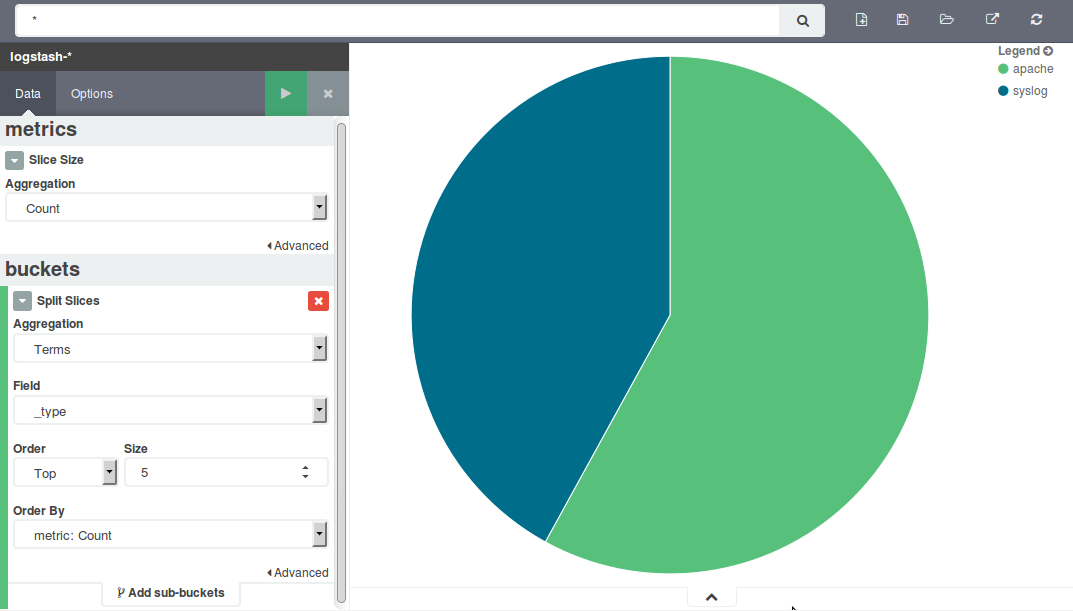 *
logstash-*
Data Options
metrics
Slice Size
Aggregation
Count
Advanced
buckets
Split Slices
Aggregation
Terms
Field
_type
Order Size
Top 5
Order By
metric: Count
Advanced
Add sub-buckets
Legend
apache
syslog